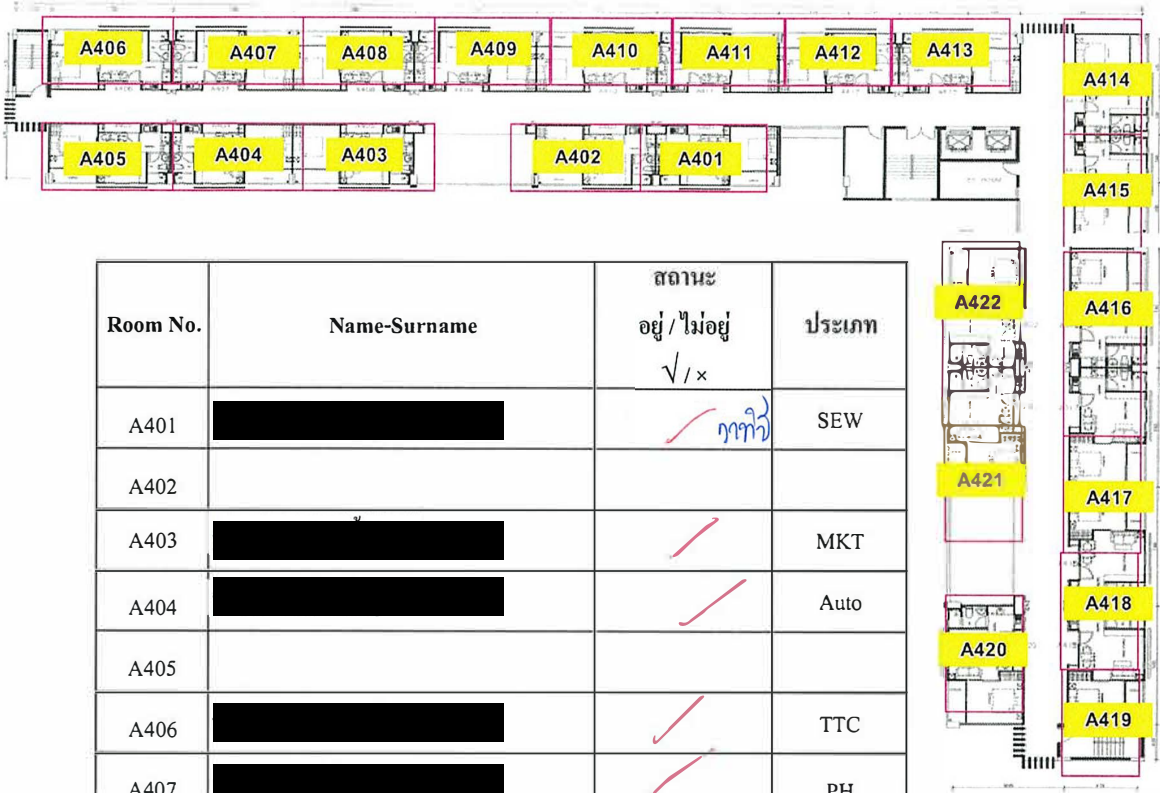 A406 A407 A408 A409 A410 A411 A412 A413
A414
A405 A404 A403 A402 A401
A415
A422
A416
A421
A417
A418
A420
A419
Room No. Name-Surname สถานะ อยู่ / ไม่อยู่ √ / × ประเภท
A401 SEW
A402
A403 MKT
A404 Auto
A405
A406 TTC
A407 PH